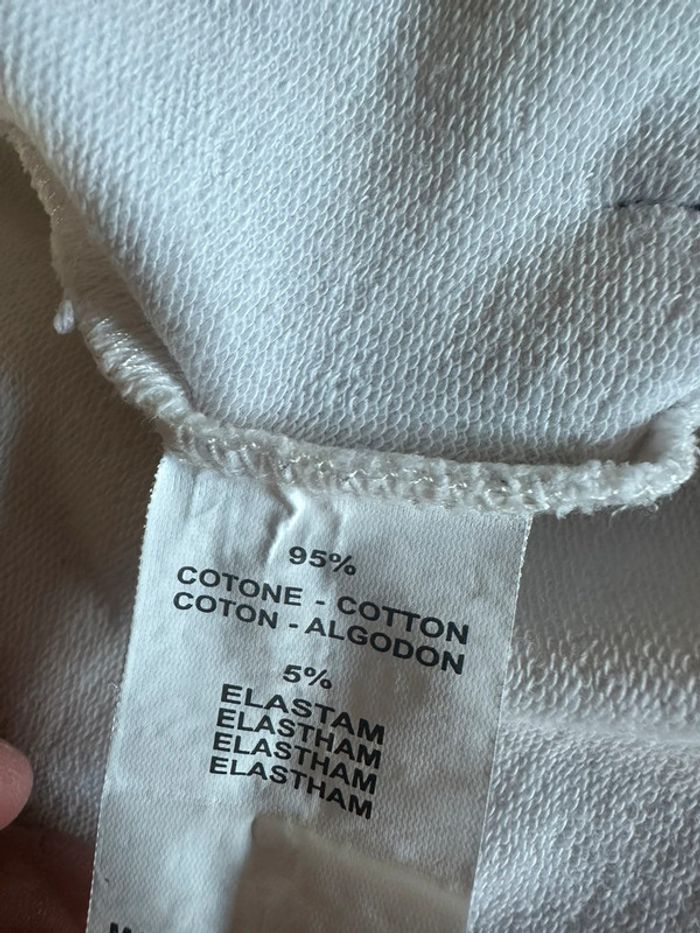 95%
COTONE - COTTON
COTON - ALGODON
5%
ELASTAM
ELASTHAM
ELASTHAM
ELASTHAM